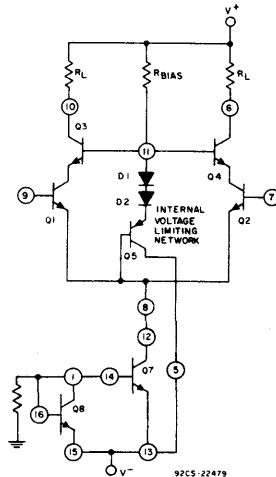 V+
RL
RBIAS
RL
10
6
Q3
11
Q4
D1
9
7
D2
Q1
INTERNAL
VOLTAGE
LIMITING
NETWORK
Q2
Q5
8
12
5
1
14
Q7
16
Q8
15
13
V-
92CS-22479